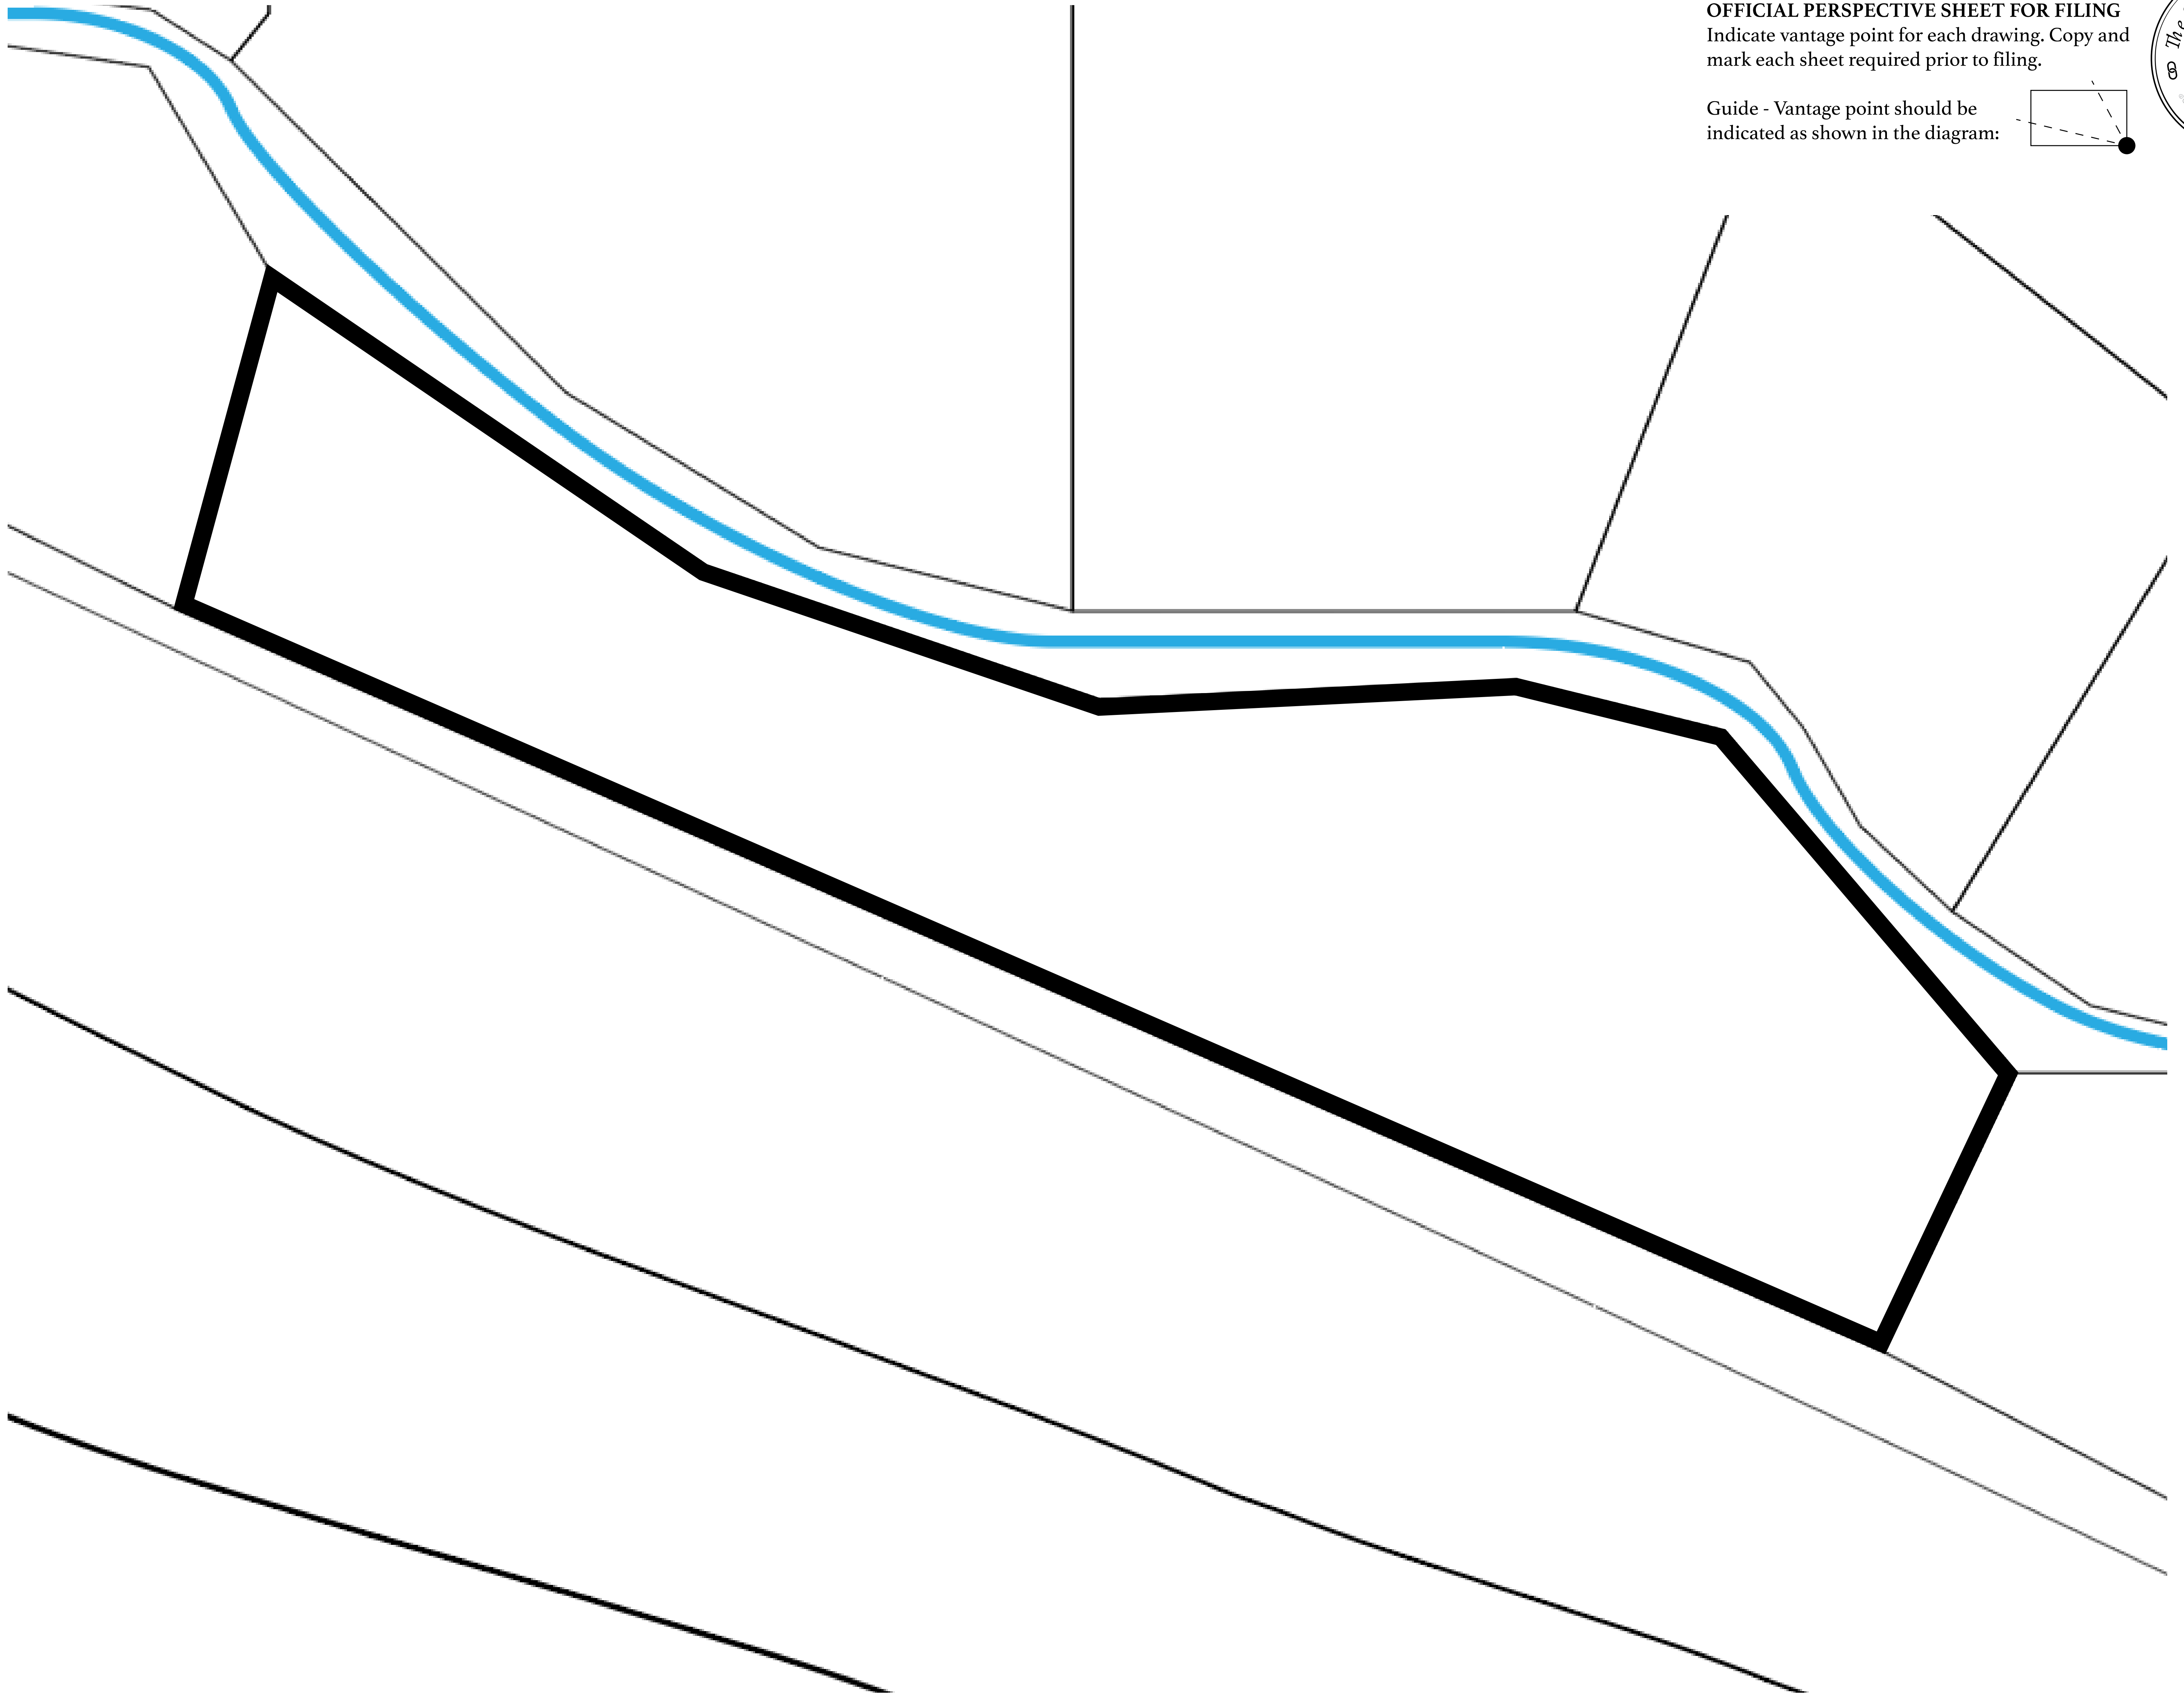 OFFICIAL PERSPECTIVE SHEET FOR FILING
Indicate vantage point for each drawing. Copy and
mark each sheet required prior to filing.
Guide - Vantage point should be
indicated as shown in the diagram: